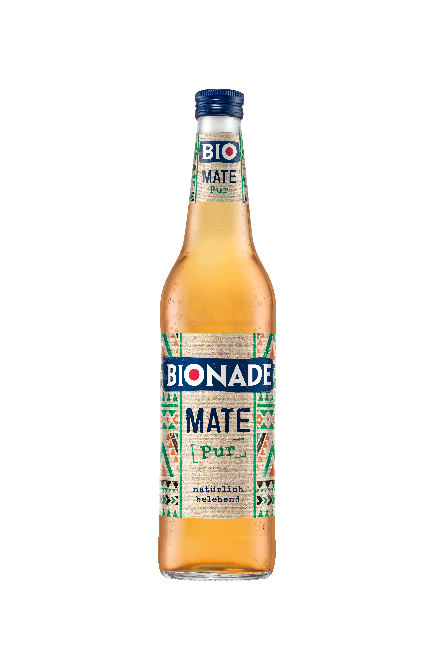 BIO
MATE
Pur
BIONADE
MATE
[Pur]
natürlich
belebend